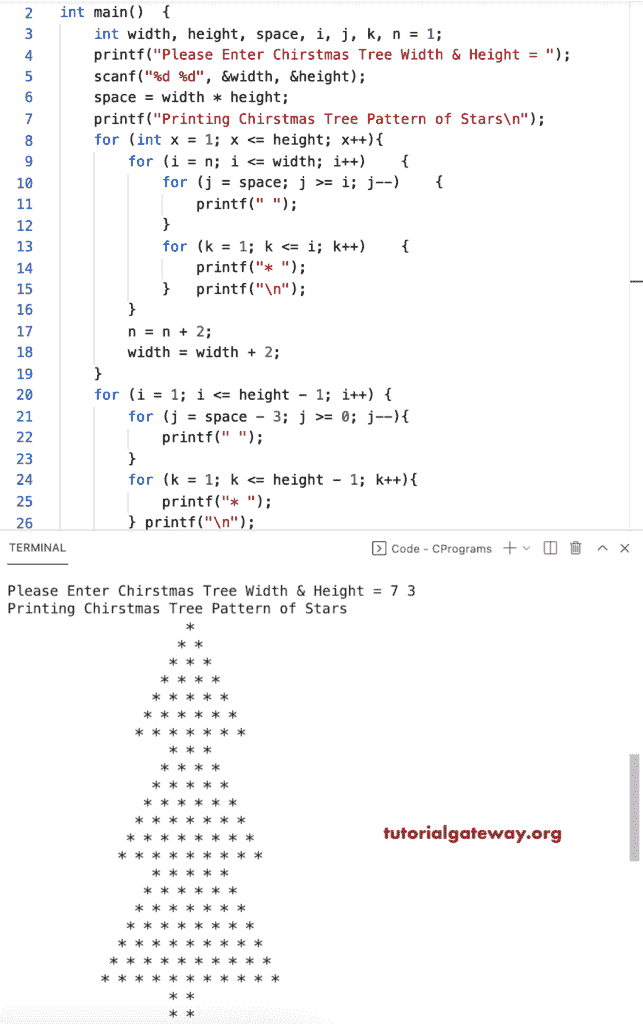 2 int main() {
3 int width, height, space, i, j, k, n = 1;
4 printf("Please Enter Chirstmas Tree Width & Height = ");
5 scanf("%d %d", &width, &height);
6 space = width * height;
7 printf("Printing Chirstmas Tree Pattern of Stars\n");
8 for (int x = 1; x <= height; x++){
9 for (i = n; i <= width; i++) {
10 for (j = space; j >= i; j--) {
11 printf(" ");
12 }
13 for (k = 1; k <= i; k++) {
14 printf("* ");
15 } printf("\n");
16 }
17 n = n + 2;
18 width = width + 2;
19 }
20 for (i = 1; i <= height - 1; i++) {
21 for (j = space - 3; j >= 0; j--){
22 printf(" ");
23 }
24 for (k = 1; k <= height - 1; k++){
25 printf("* ");
26 } printf("\n");
TERMINAL Code - CPrograms
Please Enter Chirstmas Tree Width & Height = 7 3
Printing Chirstmas Tree Pattern of Stars
*
* *
* * *
* * * *
* * * * *
* * * * * *
* * * * * * *
* * *
* * * *
* * * * *
* * * * * *
* * * * * * *
* * * * * * * *
* * * * * * * * *
* * * * *
* * * * * *
* * * * * * *
* * * * * * * *
* * * * * * * * *
* * * * * * * * * *
* * * * * * * * * * *
* *
* *
tutorialgateway.org